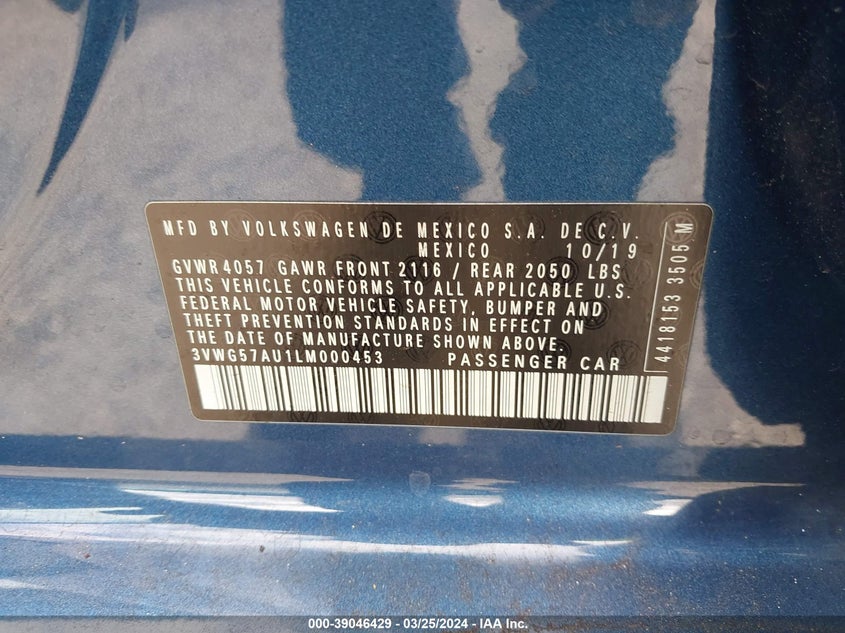 MFD BY VOLKSWAGEN DE MEXICO S.A. DE C.V.
MEXICO 10/19
GVWR 4057 GAWR FRONT 2116 / REAR 2050 LBS
THIS VEHICLE CONFORMS TO ALL APPLICABLE U.S.
FEDERAL MOTOR VEHICLE SAFETY, BUMPER AND
THEFT PREVENTION STANDARDS IN EFFECT ON
THE DATE OF MANUFACTURE SHOWN ABOVE.
3VWG57AU1LM000453 PASSENGER CAR
4418153 3505 M
000-39046429 - 03/25/2024 - IAA Inc.